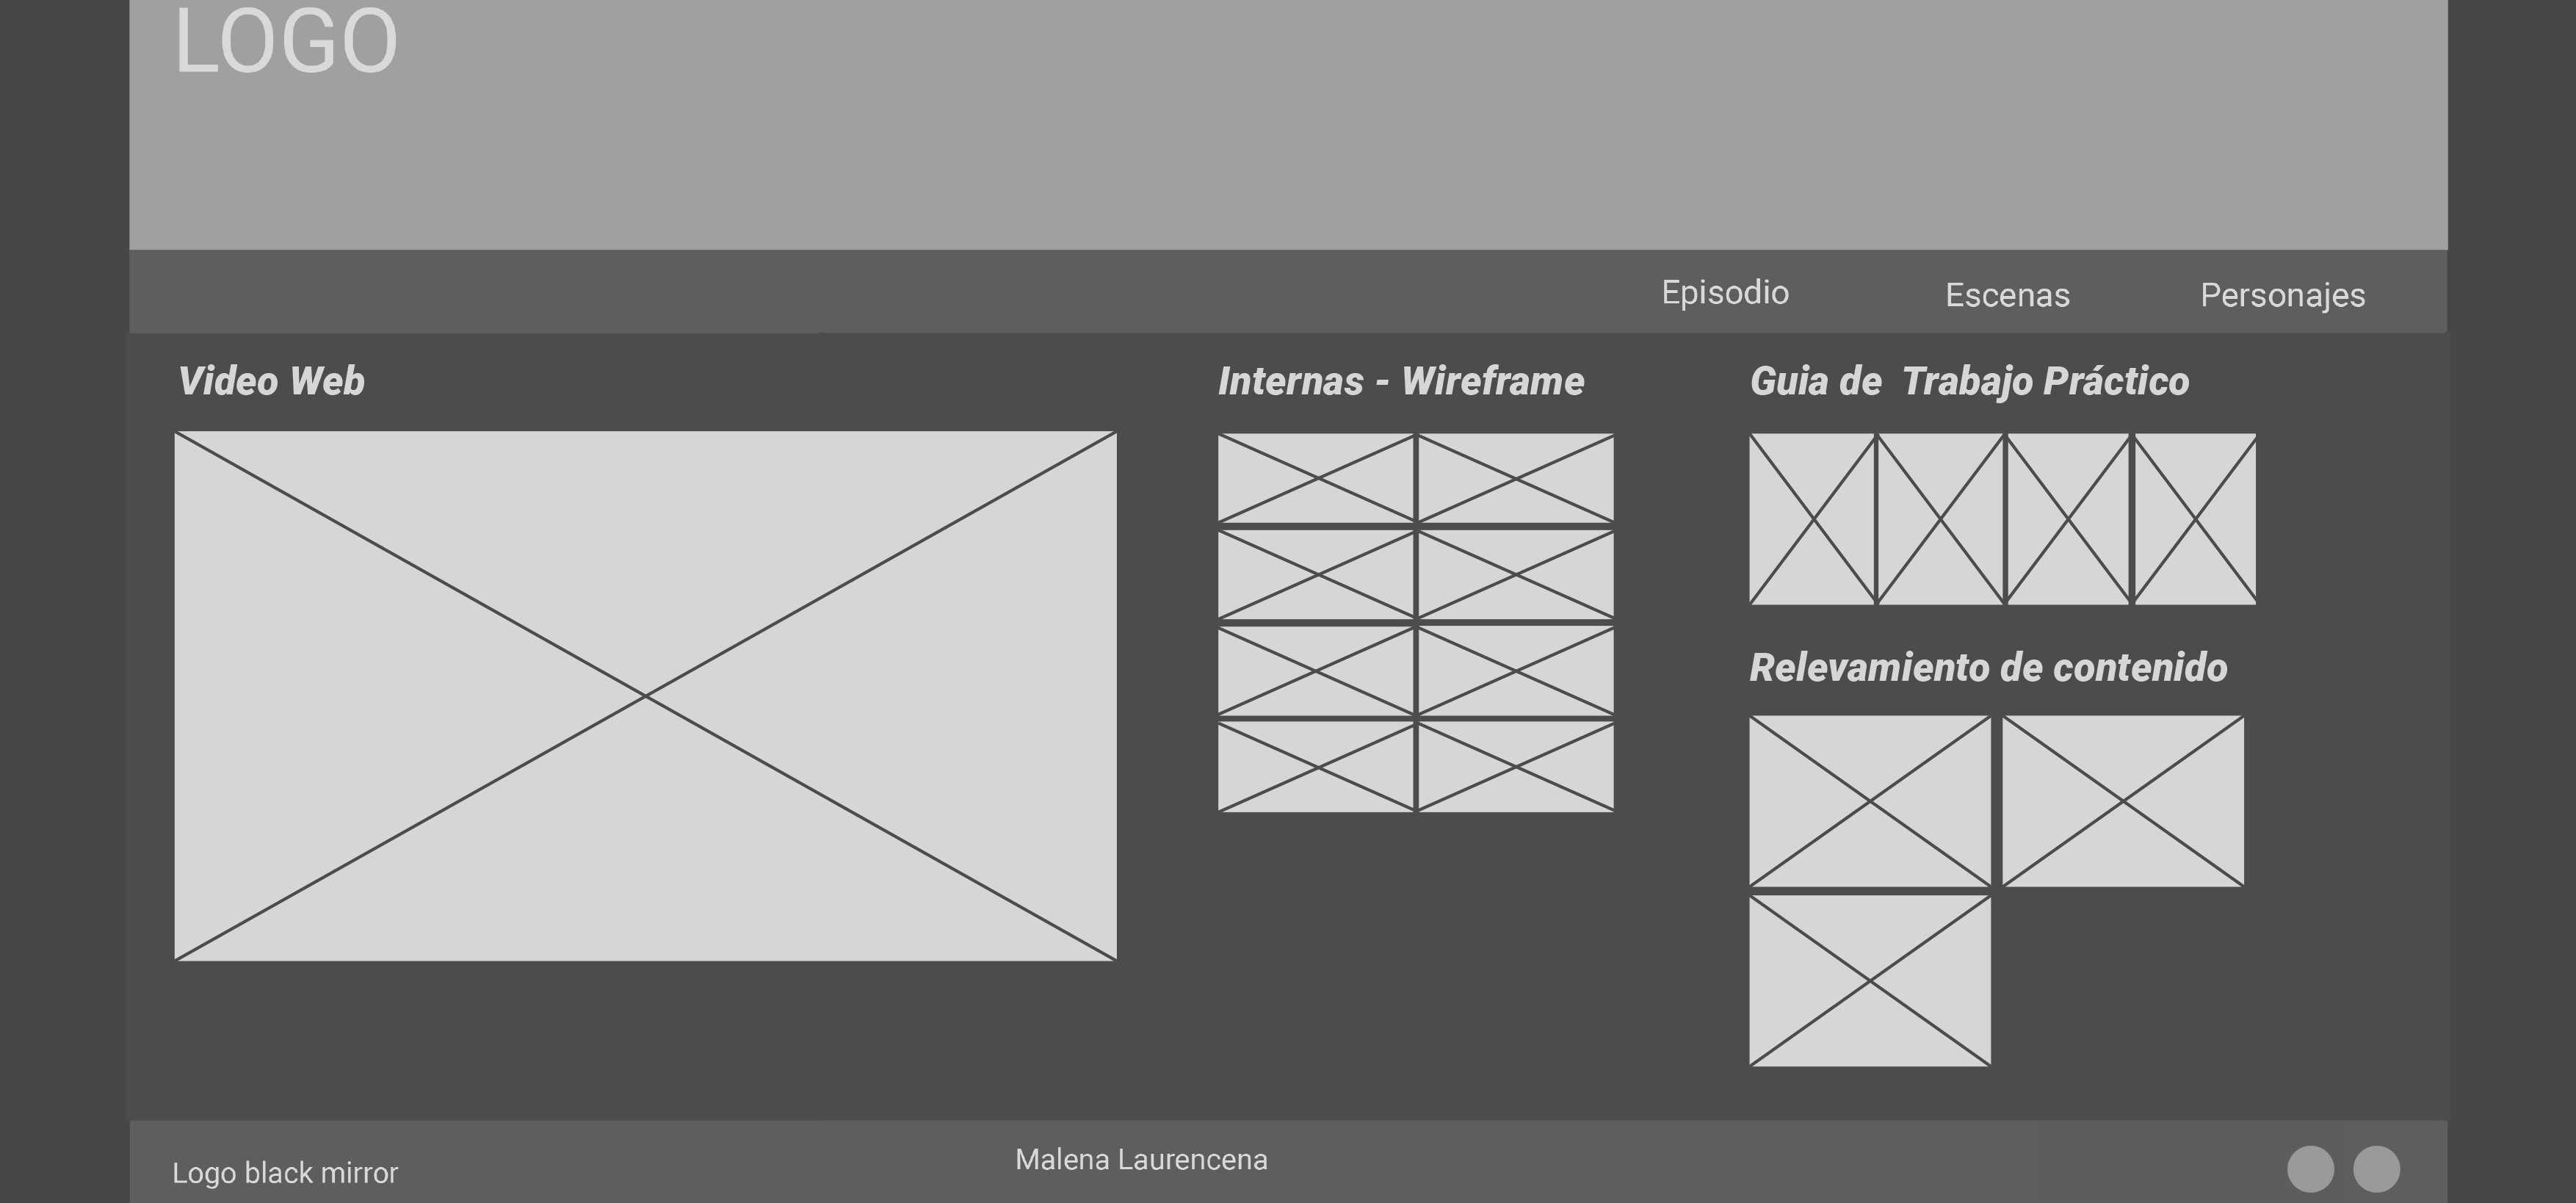 LOGO
Episodio Escenas Personajes
Video Web
Internas - Wireframe
Guia de Trabajo Práctico
Relevamiento de contenido
Logo black mirror
Malena Laurencena